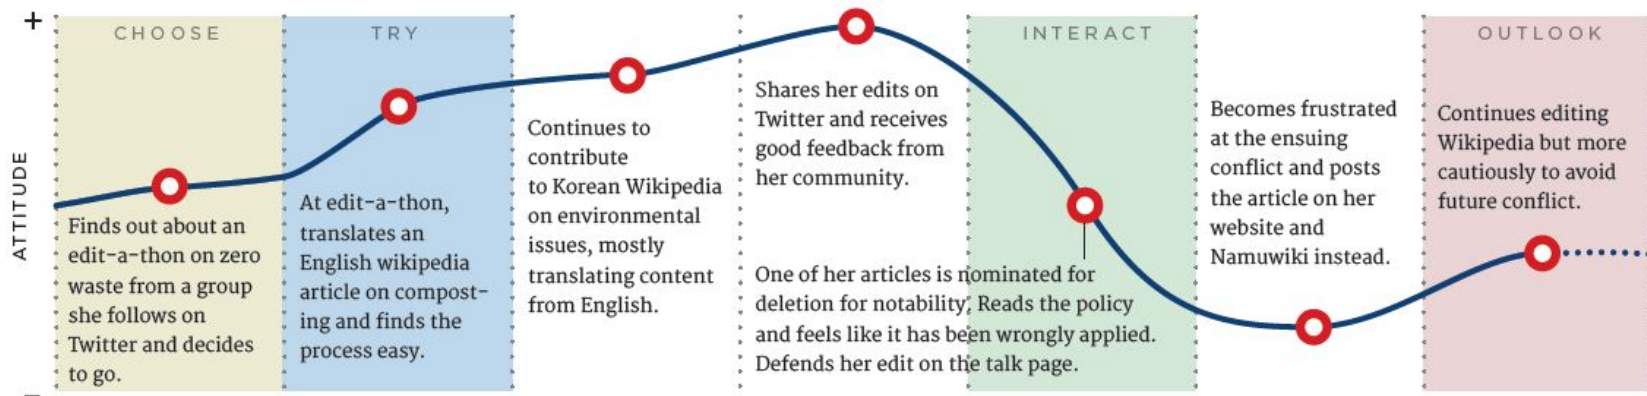 +
ATTITUDE
CHOOSE
Finds out about an
edit-a-thon on zero
waste from a group
she follows on
Twitter and decides
to go.
TRY
At edit-a-thon,
translates an
English wikipedia
article on compost-
ing and finds the
process easy.
Continues to
contribute
to Korean Wikipedia
on environmental
issues, mostly
translating content
from English.
Shares her edits on
Twitter and receives
good feedback from
her community.
INTERACT
One of her articles is nominated for
deletion for notability. Reads the policy
and feels like it has been wrongly applied.
Defends her edit on the talk page.
Becomes frustrated
at the ensuing
conflict and posts
the article on her
website and
Namuwiki instead.
OUTLOOK
Continues editing
Wikipedia but more
cautiously to avoid
future conflict.